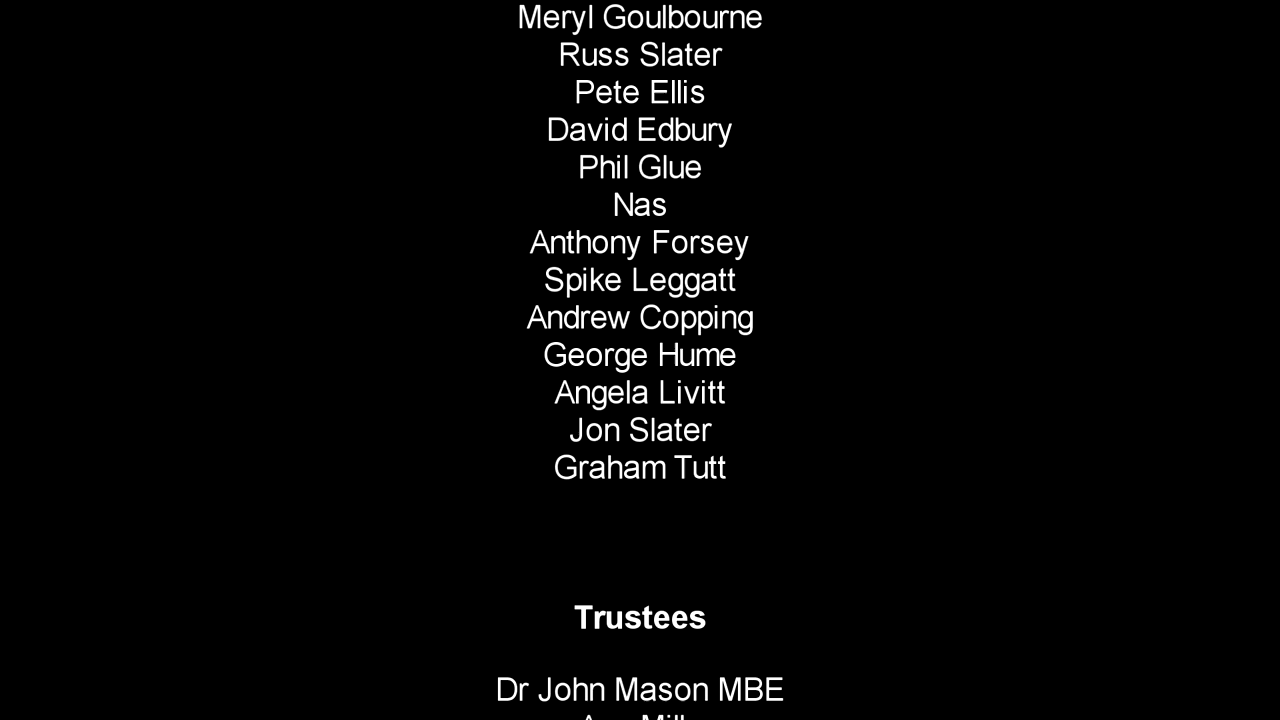 Meryl Goulbourne
Russ Slater
Pete Ellis
David Edbury
Phil Glue
Nas
Anthony Forsey
Spike Leggatt
Andrew Copping
George Hume
Angela Livitt
Jon Slater
Graham Tutt
Trustees
Dr John Mason MBE